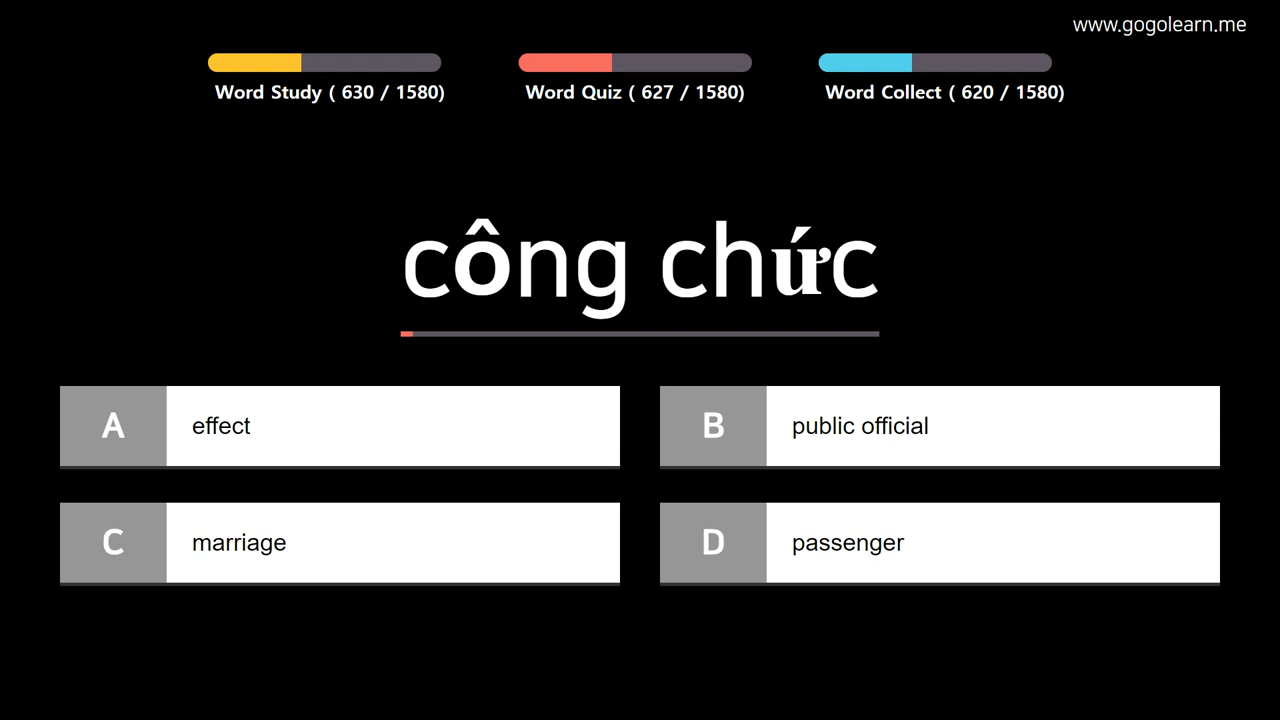 www.gogolearn.me
Word Study ( 630 / 1580)
Word Quiz ( 627 / 1580)
Word Collect ( 620 / 1580)
công chức
A effect
B public official
C marriage
D passenger